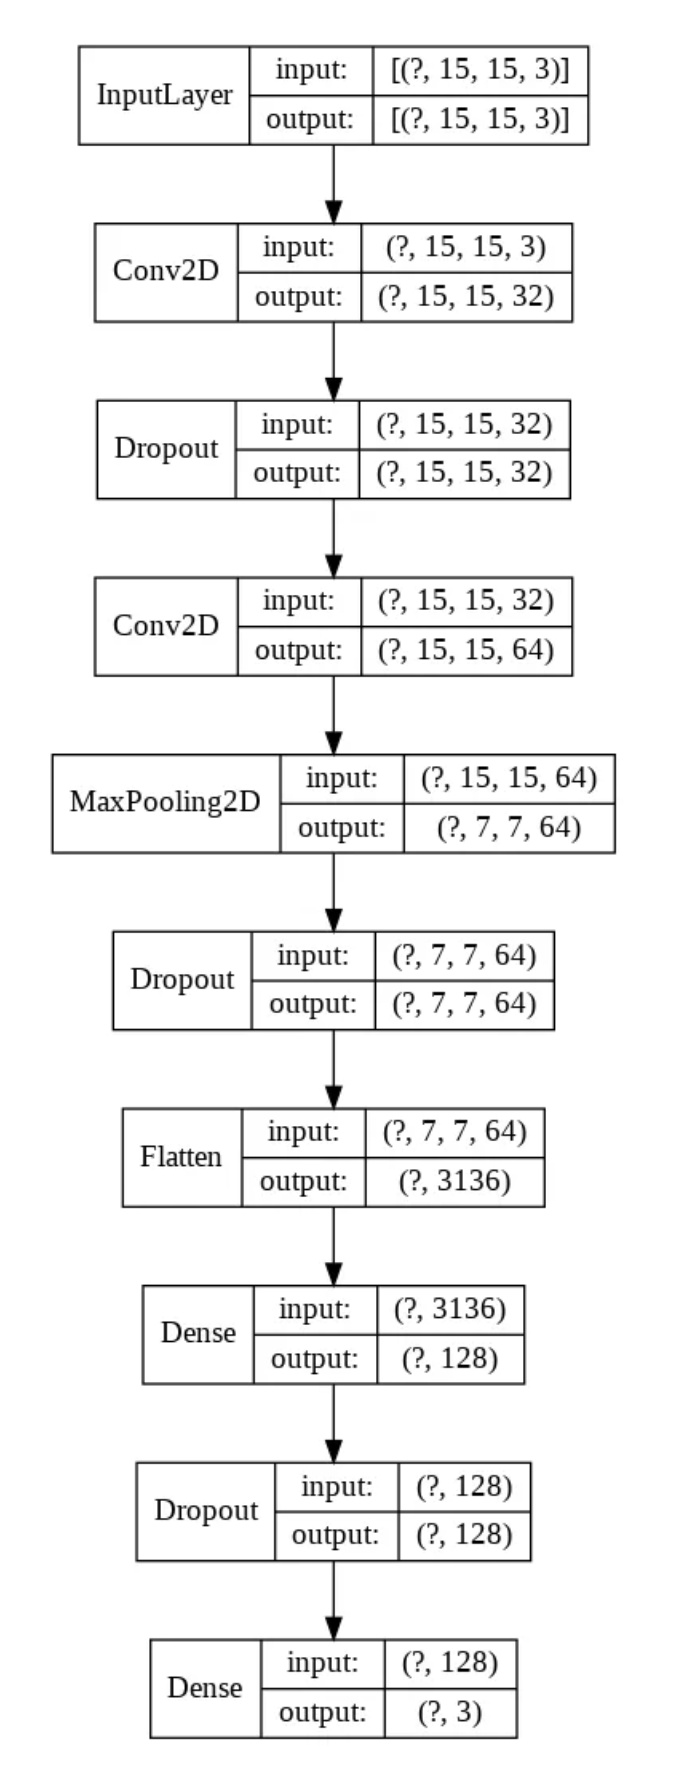 InputLayer
input: [(?, 15, 15, 3)]
output: [(?, 15, 15, 3)]
Conv2D
input: (?, 15, 15, 3)
output: (?, 15, 15, 32)
Dropout
input: (?, 15, 15, 32)
output: (?, 15, 15, 32)
Conv2D
input: (?, 15, 15, 32)
output: (?, 15, 15, 64)
MaxPooling2D
input: (?, 15, 15, 64)
output: (?, 7, 7, 64)
Dropout
input: (?, 7, 7, 64)
output: (?, 7, 7, 64)
Flatten
input: (?, 7, 7, 64)
output: (?, 3136)
Dense
input: (?, 3136)
output: (?, 128)
Dropout
input: (?, 128)
output: (?, 128)
Dense
input: (?, 128)
output: (?, 3)